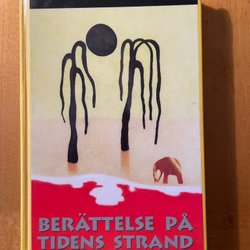 BERÄTTELSE PÅ
TIDENS STRAND